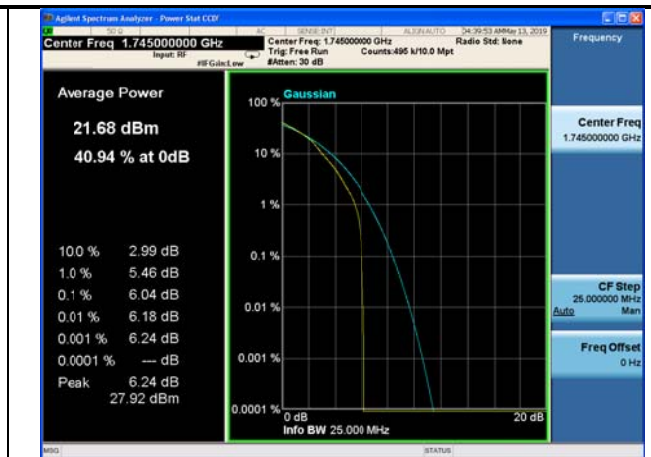 Agilent Spectrum Analyzer - Power Stat CCDF
50 Ω AC SENSE:INT ALIGN AUTO 04:39:53 AM May 13, 2019
Center Freq 1.745000000 GHz
Input: RF
#IFGain:Low
Center Freq: 1.745000000 GHz
Radio Std: None
Trig: Free Run Counts:495 k/10.0 Mpt
#Atten: 30 dB
Frequency
Average Power
21.68 dBm
40.94 % at 0dB
10.0 % 2.99 dB
1.0 % 5.46 dB
0.1 % 6.04 dB
0.01 % 6.18 dB
0.001 % 6.24 dB
0.0001 % --- dB
Peak 6.24 dB
27.92 dBm
Gaussian
100 %
10 %
1 %
0.1 %
0.01 %
0.001 %
0.0001 %
0 dB 20 dB
Info BW 25.000 MHz
Center Freq
1.745000000 GHz
CF Step
25.000000 MHz
Auto Man
Freq Offset
0 Hz
MSG STATUS